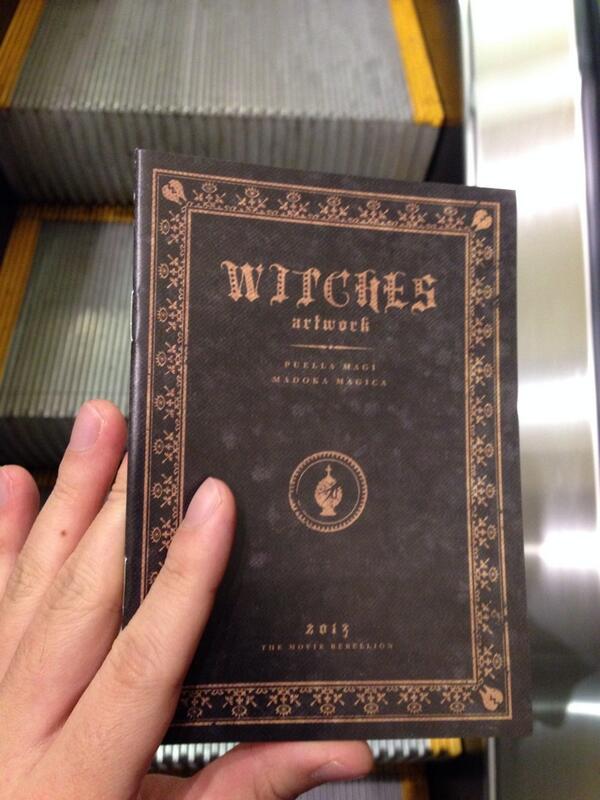 WITCHES
artwork
PUELLA MAGI
MADOKA MAGICA
2013
THE MOVIE REBELLION